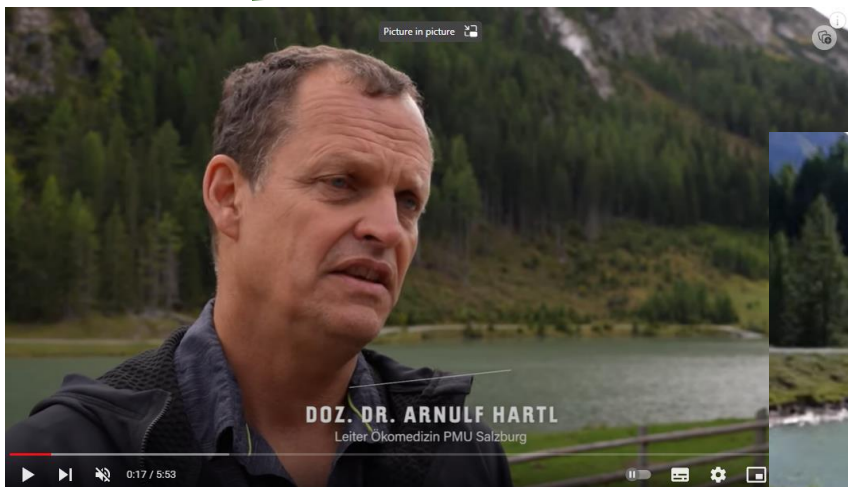 Picture in picture
DOZ. DR. ARNULF HARTL
Leiter Ökomedizin PMU Salzburg
0:17 / 5:53